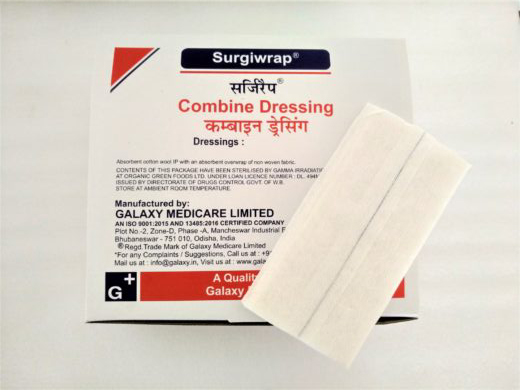 Surgiwrap®
सर्जिरैप®
Combine Dressing
कम्बाइन ड्रेसिंग
Dressings :
Absorbent cotton wool IP with an absorbent overwrap of non woven fabric.
CONTENTS OF THIS PACKAGE HAVE BEEN STERILISED BY GAMMA
AT ORGANIC GREEN FOODS LTD. UNDER LOAN LICENCE NUMBER : DL.
ISSUED BY DIRECTORATE OF DRUGS CONTROL GOVT. OF W.B.
STORE AT AMBIENT ROOM TEMPERATURE.
Manufactured by:
GALAXY MEDICARE LIMITED
AN ISO 9001:2015 AND 13485:2016 CERTIFIED COMPANY
Plot No.-2, Zone-D, Phase -A, Mancheswar Industrial
Bhubaneswar - 751 010, Odisha, India
®Regd.Trade Mark of Galaxy Medicare Limited
*For any Complaints / Suggestions, Call us at :
Mail us at : info@galaxy.in, Visit us at :
G+
A
Galaxy